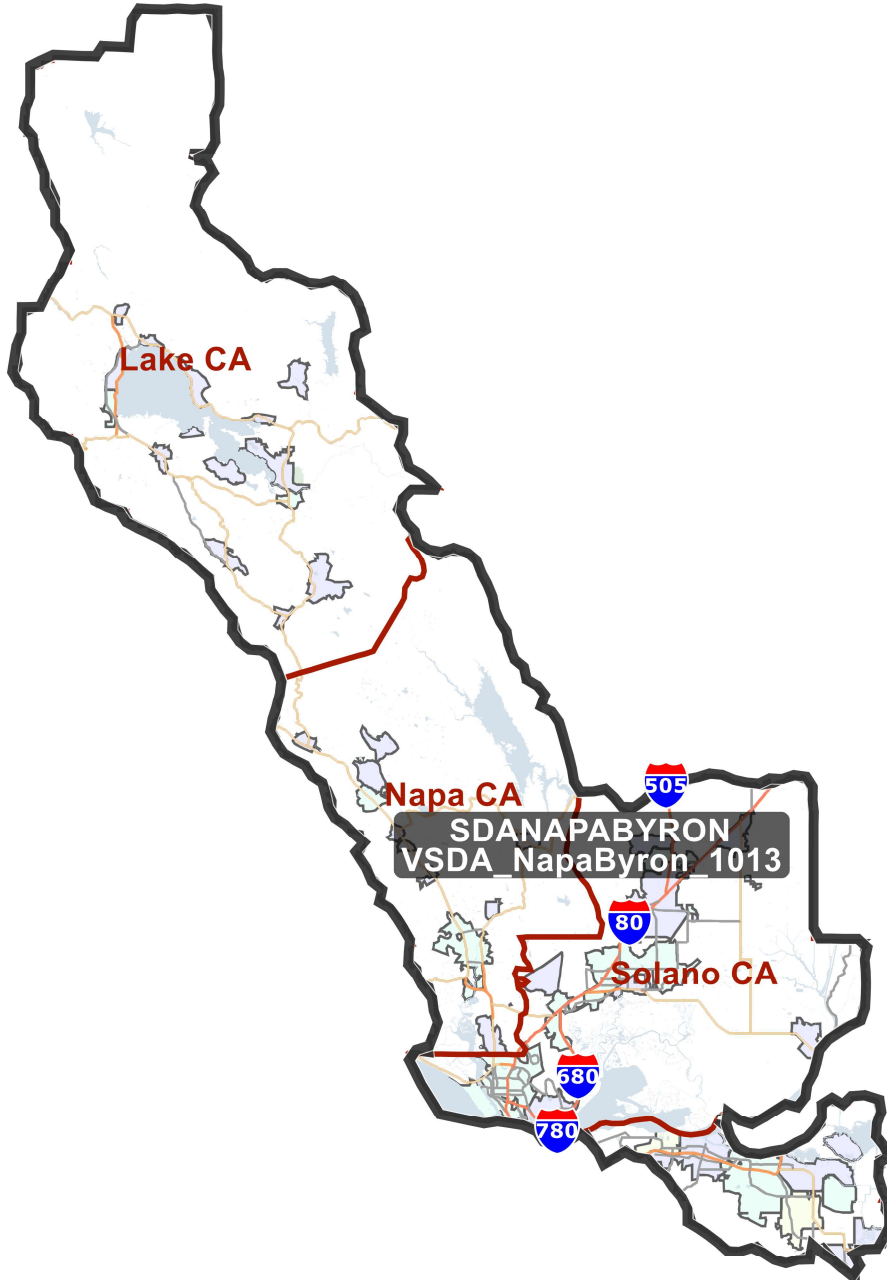 Lake CA
Napa CA
505
SDANAPABYRON
VSDA_NapaByron_1013
80
Solano CA
680
780